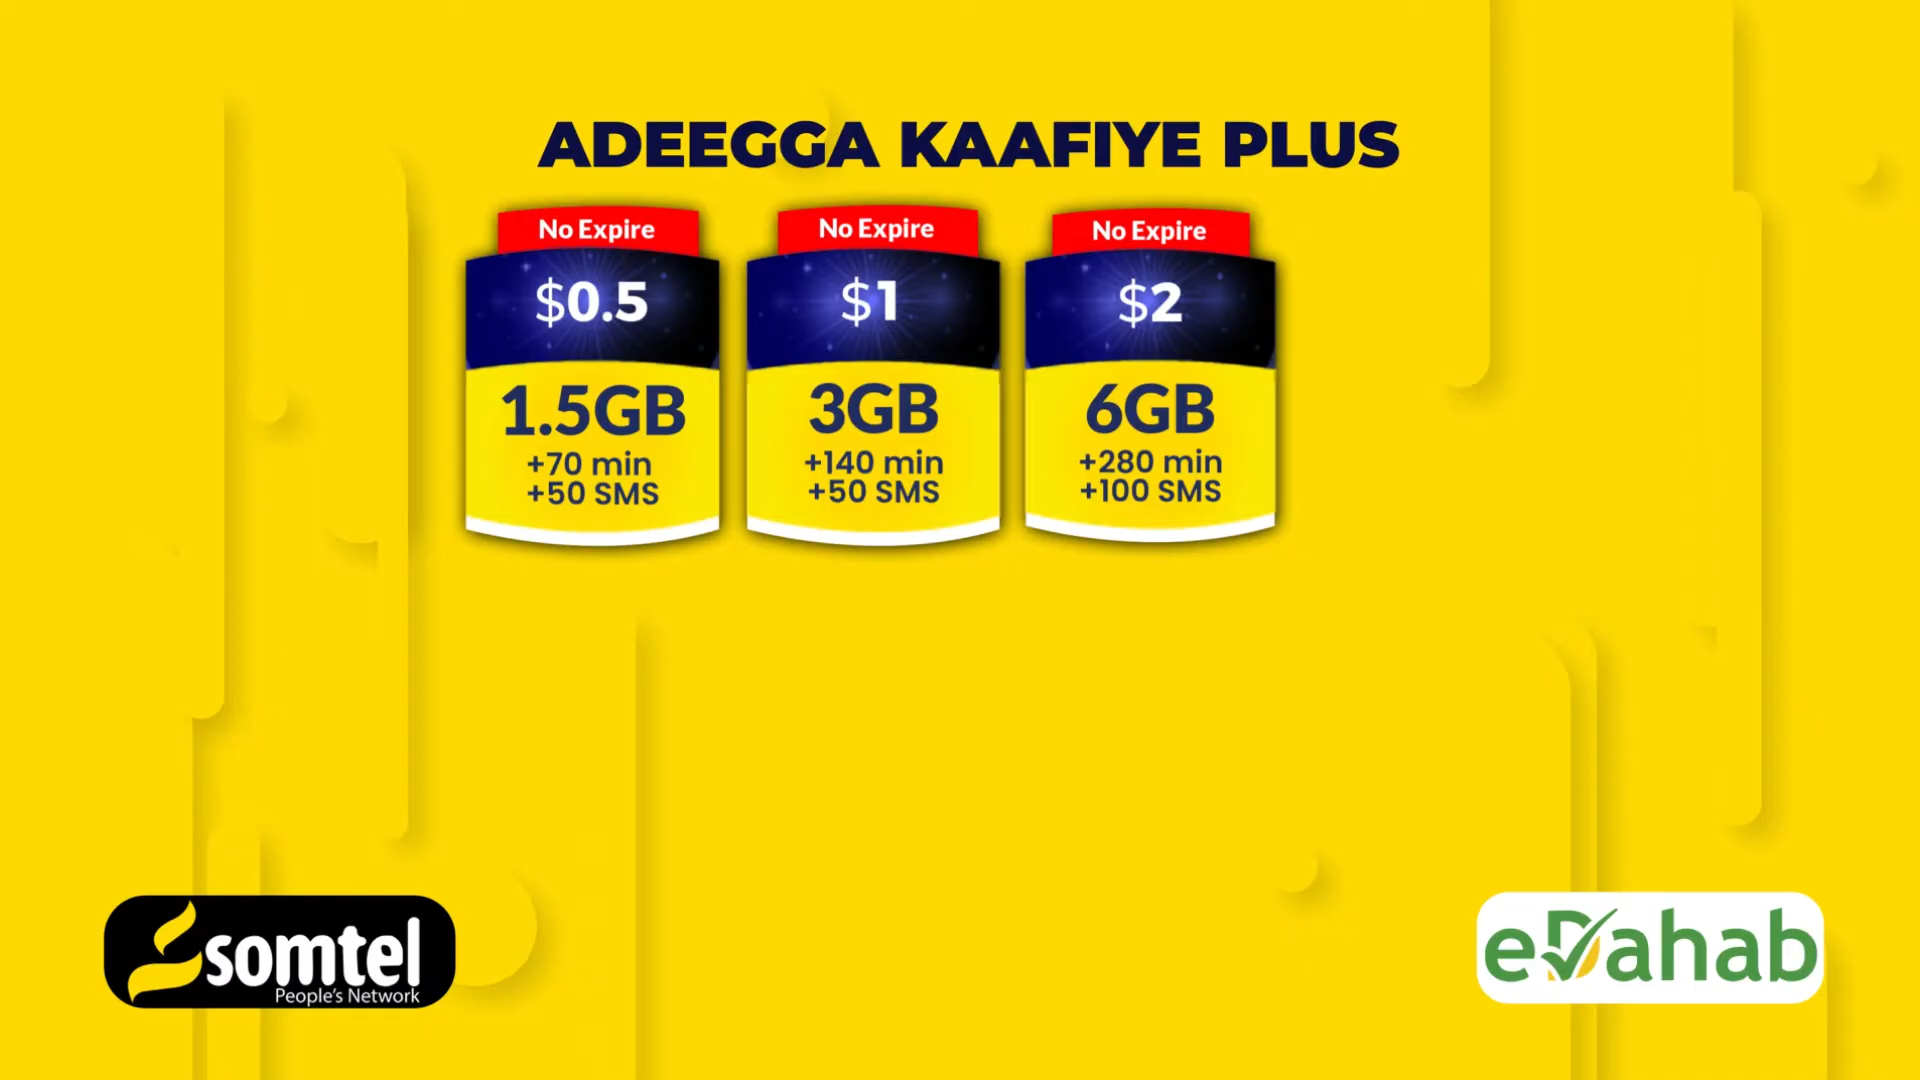 ADEEGGA KAAFIYE PLUS
No Expire
$0.5
1.5GB
+70 min
+50 SMS
No Expire
$1
3GB
+140 min
+50 SMS
No Expire
$2
6GB
+280 min
+100 SMS
somtel
People's Network
eDahab